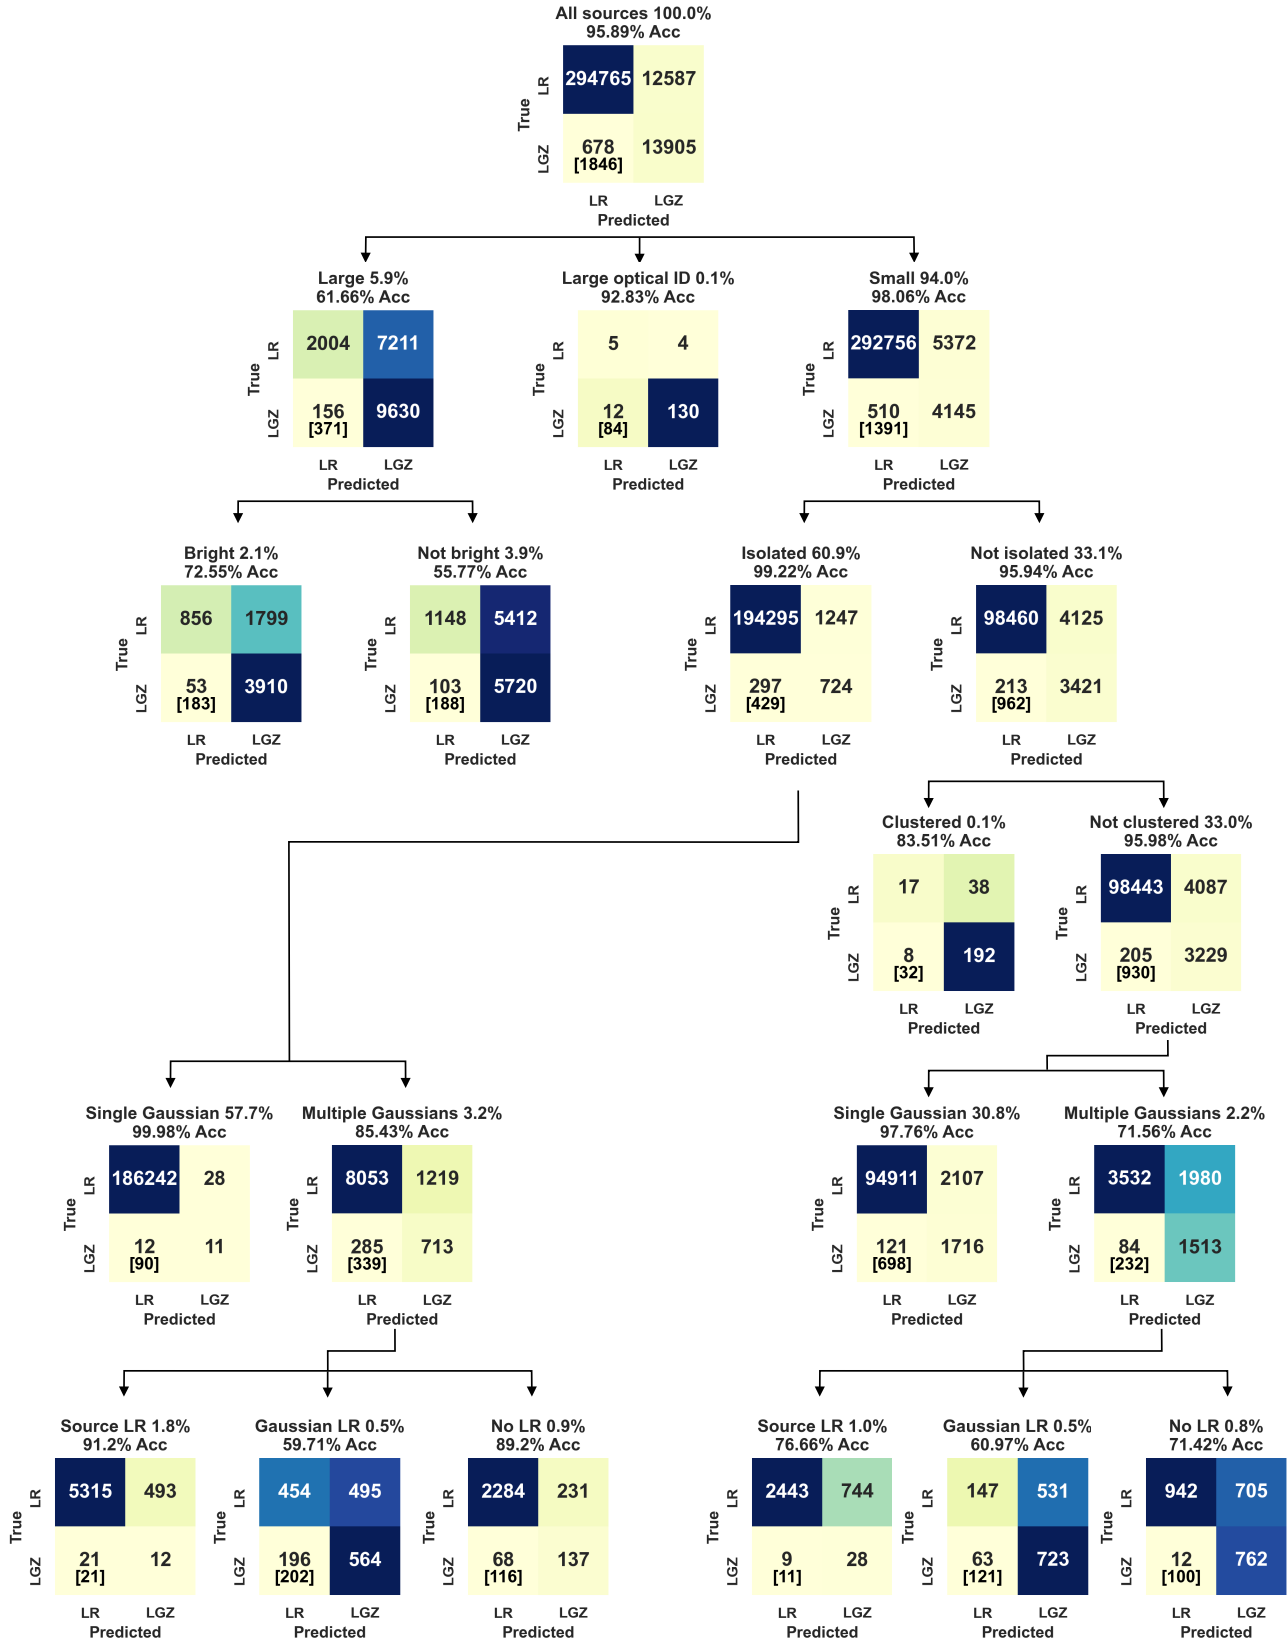 All sources 100.0%
95.89% Acc
True
LR
294765 12587
LGZ
678 13905
[1846]
LR LGZ
Predicted
Large 5.9%
61.66% Acc
True
LR
2004 7211
LGZ
156 9630
[371]
LR LGZ
Predicted
Large optical ID 0.1%
92.83% Acc
True
LR
5 4
LGZ
12 130
[84]
LR LGZ
Predicted
Small 94.0%
98.06% Acc
True
LR
292756 5372
LGZ
510 4145
[1391]
LR LGZ
Predicted
Bright 2.1%
72.55% Acc
True
LR
856 1799
LGZ
53 3910
[183]
LR LGZ
Predicted
Not bright 3.9%
55.77% Acc
True
LR
1148 5412
LGZ
103 5720
[188]
LR LGZ
Predicted
Isolated 60.9%
99.22% Acc
True
LR
194295 1247
LGZ
297 724
[429]
LR LGZ
Predicted
Not isolated 33.1%
95.94% Acc
True
LR
98460 4125
LGZ
213 3421
[962]
LR LGZ
Predicted
Clustered 0.1%
83.51% Acc
True
LR
17 38
LGZ
8 192
[32]
LR LGZ
Predicted
Not clustered 33.0%
95.98% Acc
True
LR
98443 4087
LGZ
205 3229
[930]
LR LGZ
Predicted
Single Gaussian 57.7%
99.98% Acc
True
LR
186242 28
LGZ
12 11
[90]
LR LGZ
Predicted
Multiple Gaussians 3.2%
85.43% Acc
True
LR
8053 1219
LGZ
285 713
[339]
LR LGZ
Predicted
Single Gaussian 30.8%
97.76% Acc
True
LR
94911 2107
LGZ
121 1716
[698]
LR LGZ
Predicted
Multiple Gaussians 2.2%
71.56% Acc
True
LR
3532 1980
LGZ
84 1513
[232]
LR LGZ
Predicted
Source LR 1.8%
91.2% Acc
True
LR
5315 493
LGZ
21 12
[21]
LR LGZ
Predicted
Gaussian LR 0.5%
59.71% Acc
True
LR
454 495
LGZ
196 564
[202]
LR LGZ
Predicted
No LR 0.9%
89.2% Acc
True
LR
2284 231
LGZ
68 137
[116]
LR LGZ
Predicted
Source LR 1.0%
76.66% Acc
True
LR
2443 744
LGZ
9 28
[11]
LR LGZ
Predicted
Gaussian LR 0.5%
60.97% Acc
True
LR
147 531
LGZ
63 723
[121]
LR LGZ
Predicted
No LR 0.8%
71.42% Acc
True
LR
942 705
LGZ
12 762
[100]
LR LGZ
Predicted